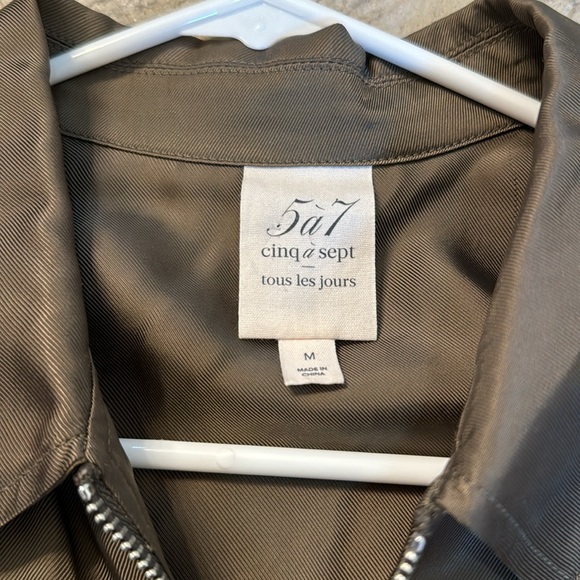 5à7
cinq à sept
tous les jours
M
MADE IN
CHINA